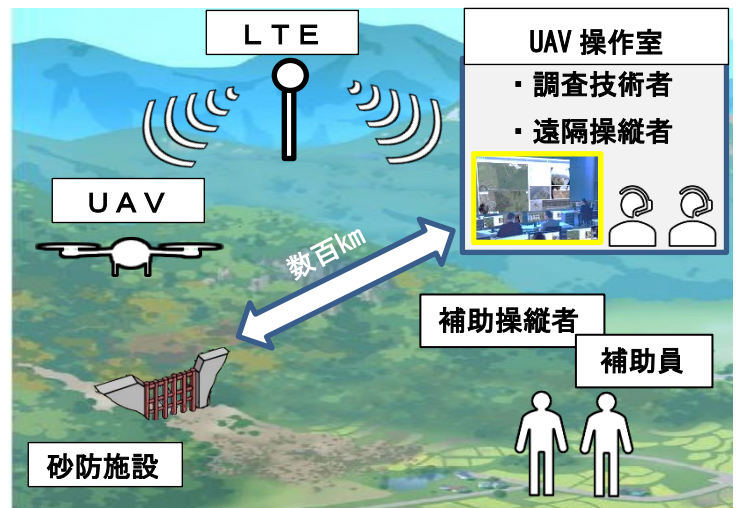 ＬＴＥ
UAV 操作室
・調査技術者
・遠隔操縦者
ＵＡＶ
数百㎞
補助操縦者
補助員
砂防施設